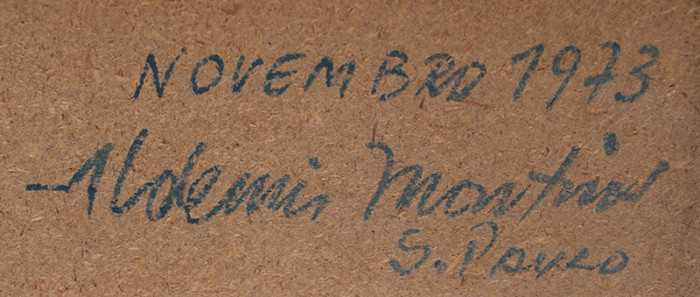 NOVEMBRO 1973
Aldemir Martins
S. PAULO